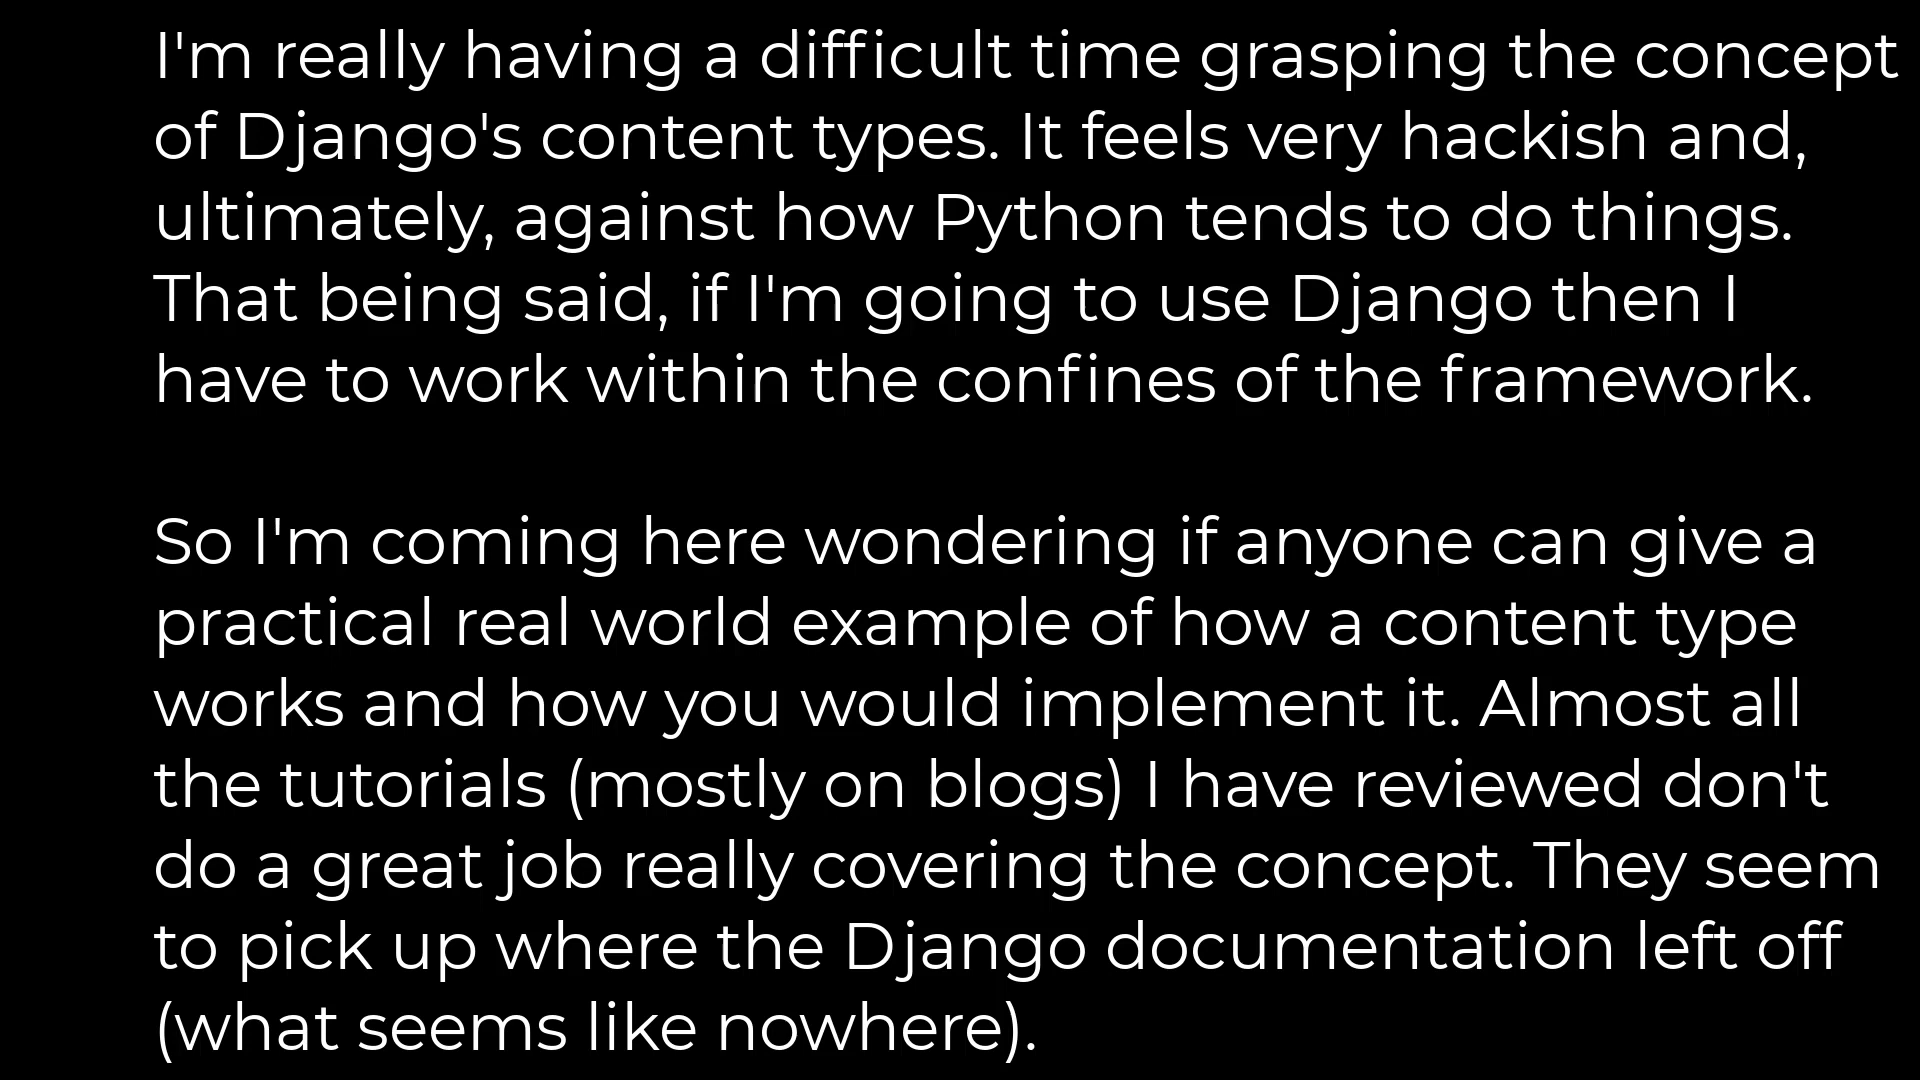 I'm really having a difficult time grasping the concept
of Django's content types. It feels very hackish and,
ultimately, against how Python tends to do things.
That being said, if I'm going to use Django then I
have to work within the confines of the framework.

So I'm coming here wondering if anyone can give a
practical real world example of how a content type
works and how you would implement it. Almost all
the tutorials (mostly on blogs) I have reviewed don't
do a great job really covering the concept. They seem
to pick up where the Django documentation left off
(what seems like nowhere).